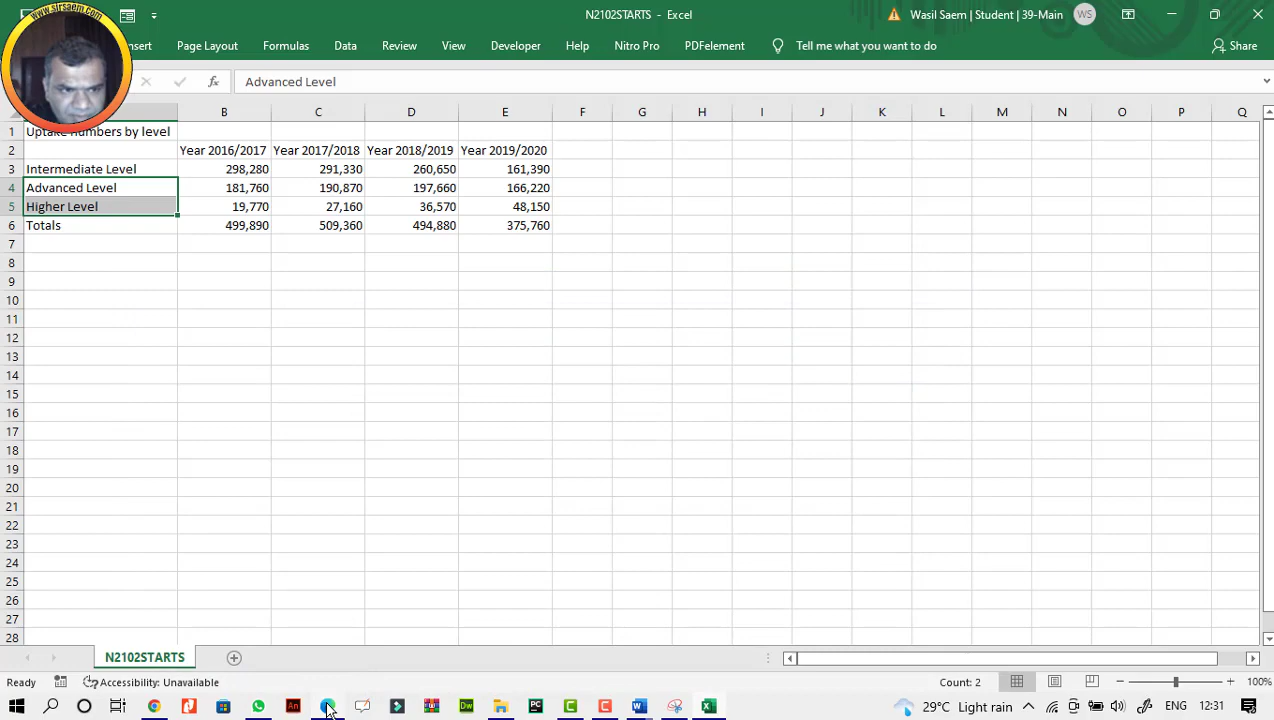 www.sirsaem.com
N2102STARTS - Excel
Wasil Saem | Student | 39-Main
WS
nsert
Page Layout
Formulas
Data
Review
View
Developer
Help
Nitro Pro
PDFelement
Tell me what you want to do
Share
fx
Advanced Level
B C D E F G H I J K L M N O P Q
1 Uptake numbers by level
2 Year 2016/2017 Year 2017/2018 Year 2018/2019 Year 2019/2020
3 Intermediate Level 298,280 291,330 260,650 161,390
4 Advanced Level 181,760 190,870 197,660 166,220
5 Higher Level 19,770 27,160 36,570 48,150
6 Totals 499,890 509,360 494,880 375,760
7
8
9
10
11
12
13
14
15
16
17
18
19
20
21
22
23
24
25
26
27
28
N2102STARTS
Ready
Accessibility: Unavailable
Count: 2
100%
An
Dw
PC
C
C
W
X
29°C Light rain
ENG
12:31